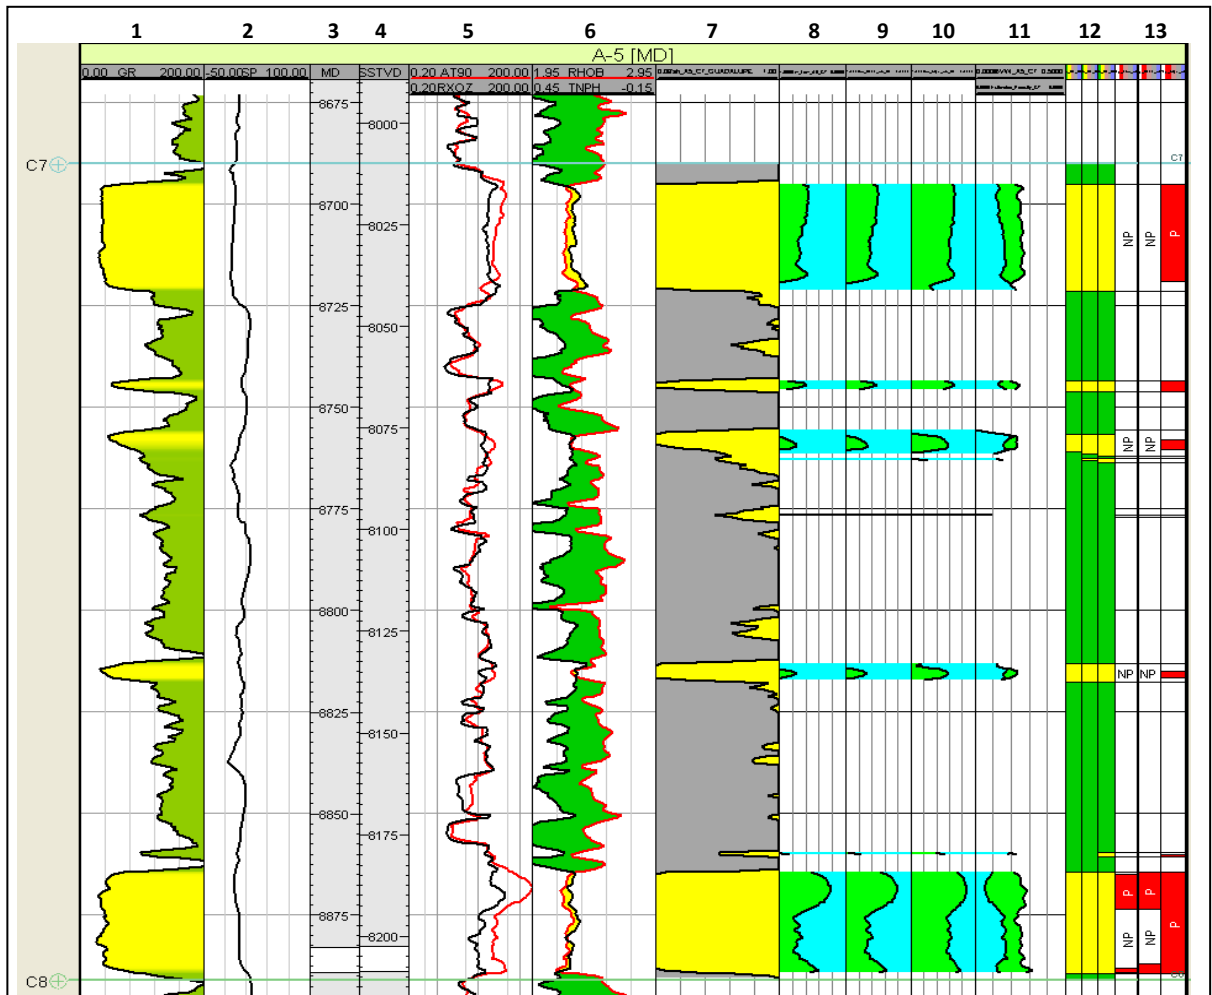 1 2 3 4 5 6 7 8 9 10 11 12 13
A-5 [MD]
0.00 GR 200.00 -50.00 SP 100.00 MD SSTVD 0.20 AT90 200.00 1.95 RHOB 2.95
0.20 RXOZ 200.00 0.45 TNPH -0.15
8675
8000
C7 C7
8700
P
NP NP
8025
8725
8050
8750
8075
NP NP
8775
8100
8800
8125
NP NP
8825
8150
8850
8175
P P
8875
P
NP NP
8200
C8